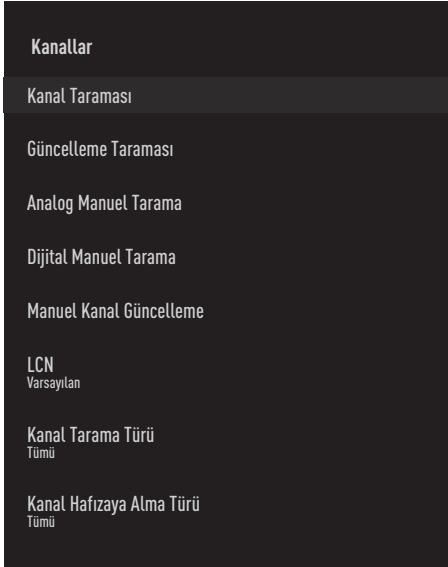 Kanallar
Kanal Taraması
Güncelleme Taraması
Analog Manuel Tarama
Dijital Manuel Tarama
Manuel Kanal Güncelleme
LCN
Varsayılan
Kanal Tarama Türü
Tümü
Kanal Hafızaya Alma Türü
Tümü